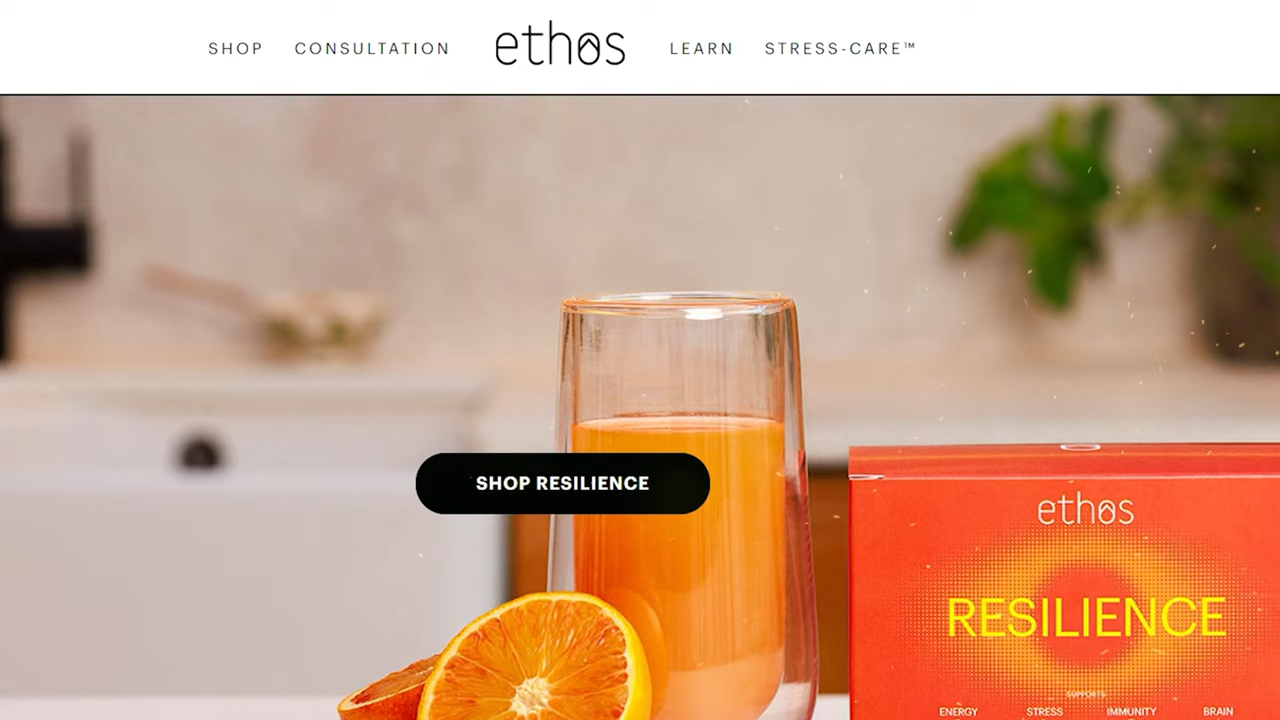 SHOP CONSULTATION ethos LEARN STRESS-CARE™
SHOP RESILIENCE
ethos
RESILIENCE
SUPPORTS
ENERGY STRESS IMMUNITY BRAIN